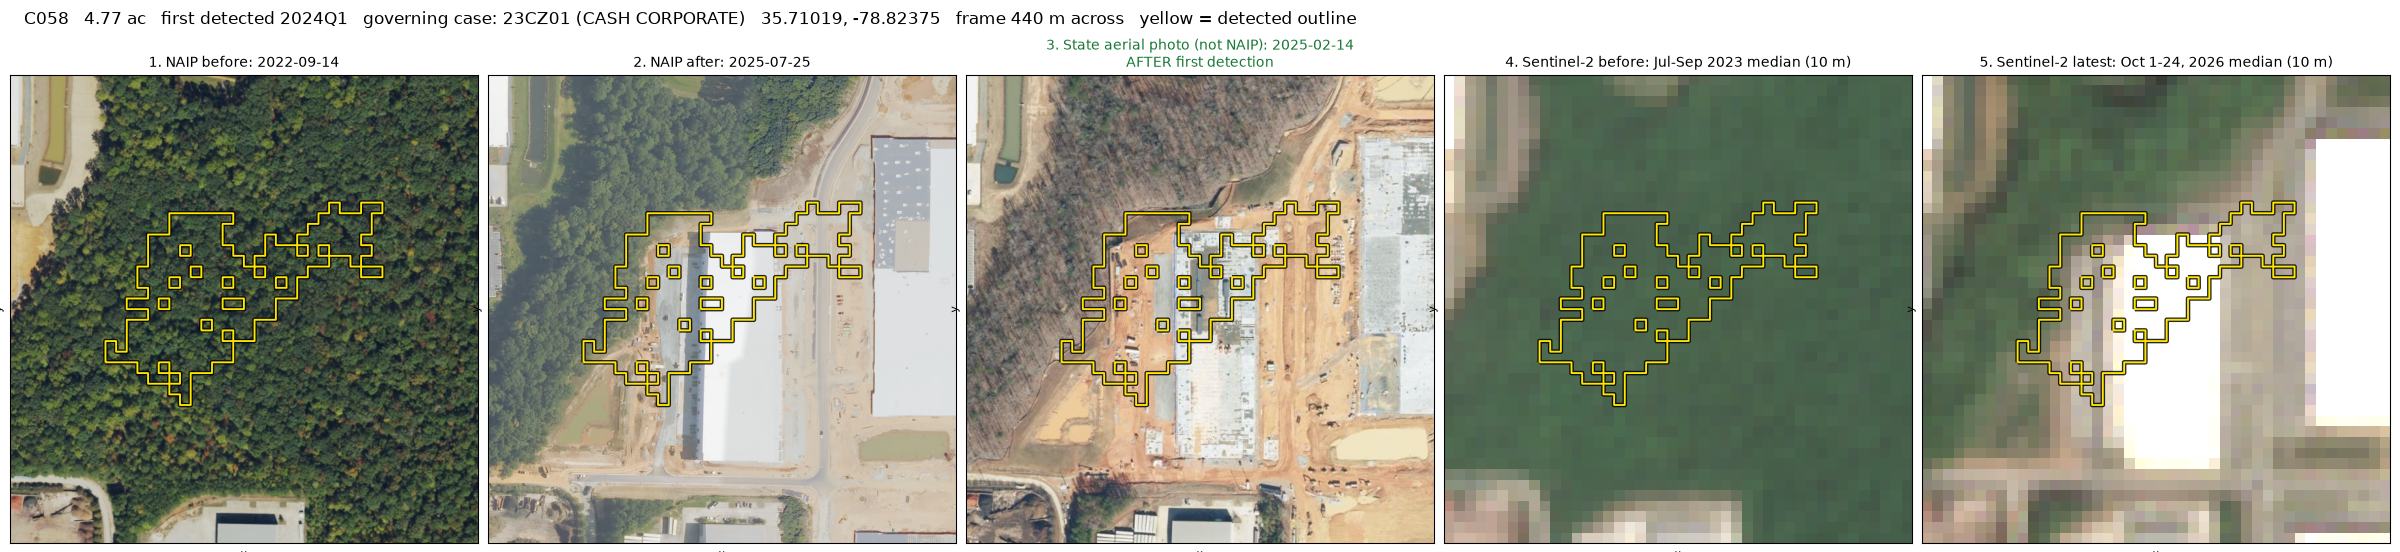 C058   4.77 ac   first detected 2024Q1   governing case: 23CZ01 (CASH CORPORATE)   35.71019, -78.82375   frame 440 m across   yellow = detected outline
1. NAIP before: 2022-09-14
2. NAIP after: 2025-07-25
3. State aerial photo (not NAIP): 2025-02-14
AFTER first detection
4. Sentinel-2 before: Jul-Sep 2023 median (10 m)
5. Sentinel-2 latest: Oct 1-24, 2026 median (10 m)